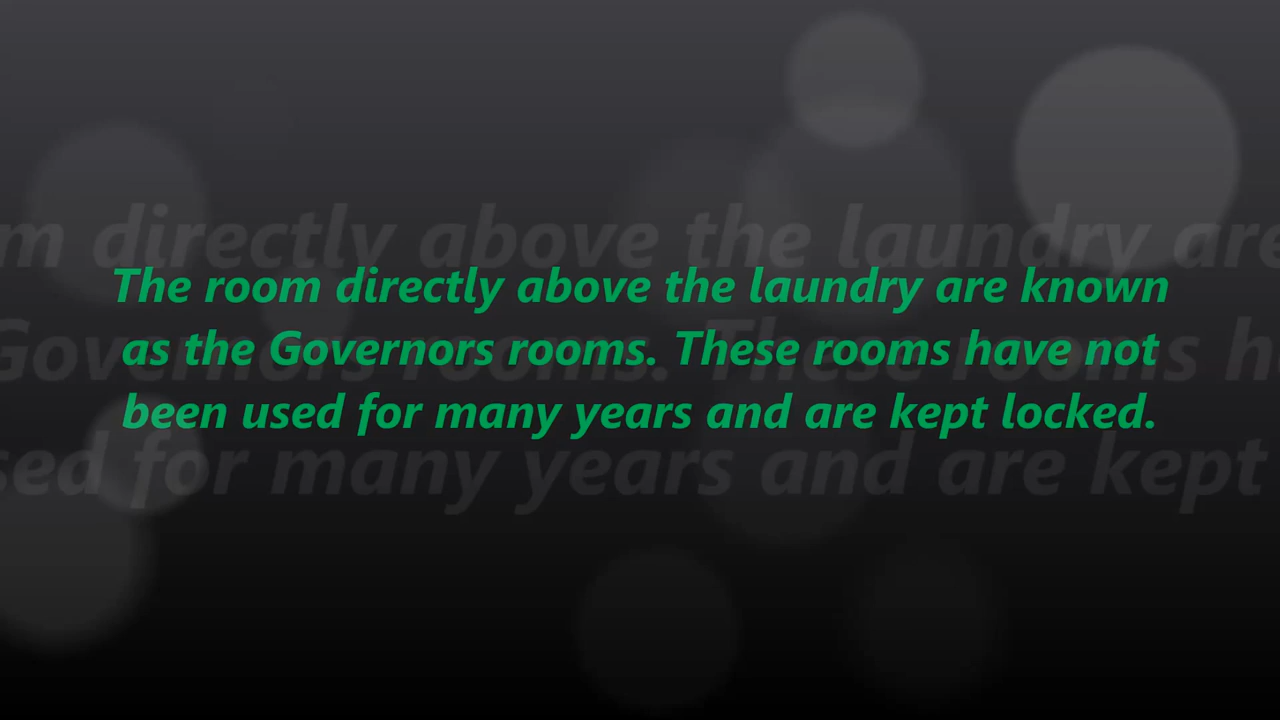 The room directly above the laundry are known
as the Governors rooms. These rooms have not
been used for many years and are kept locked.